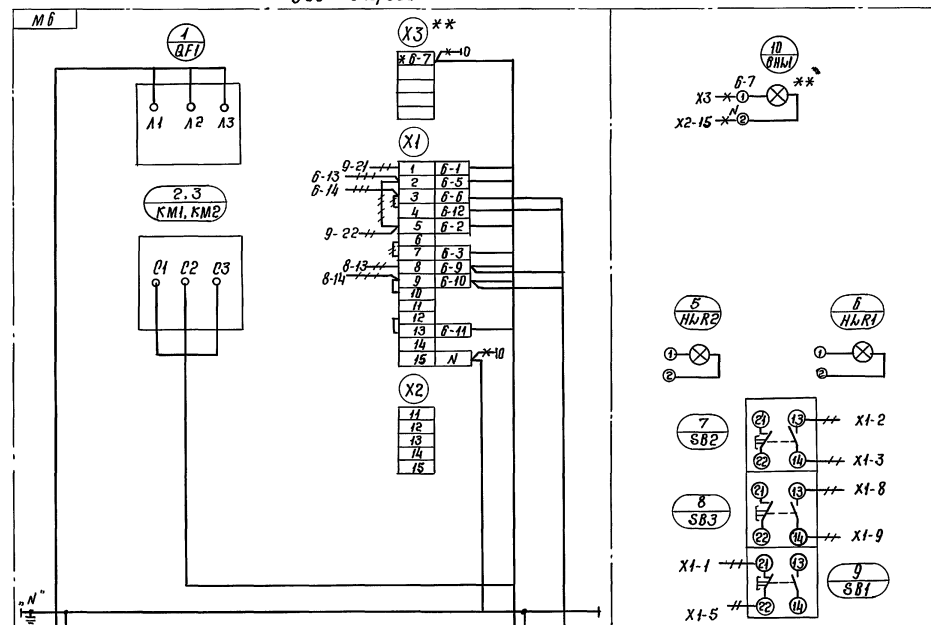 М6
1
QF1
Л1 Л2 Л3
2, 3
КМ1, КМ2
С1 С2 С3
"N"
Х3 **
* 6-7
10
Х1
9-21
6-13
6-14
9-22
8-13
8-14
1 6-1
2 6-5
3 6-6
4 6-12
5 6-2
6
7 6-3
8 6-9
9 6-10
10
11
12
13 6-11
14
15 N
10
Х2
11
12
13
14
15
10
ВНW1
Х3 6-7 1 **
Х2-15 N 2
5
HLR2
1
2
6
HLR1
1
2
7
SB2
21 13 Х1-2
22 14 Х1-3
8
SB3
21 13 Х1-8
22 14 Х1-9
9
SB1
Х1-1 21 13
Х1-5 22 14